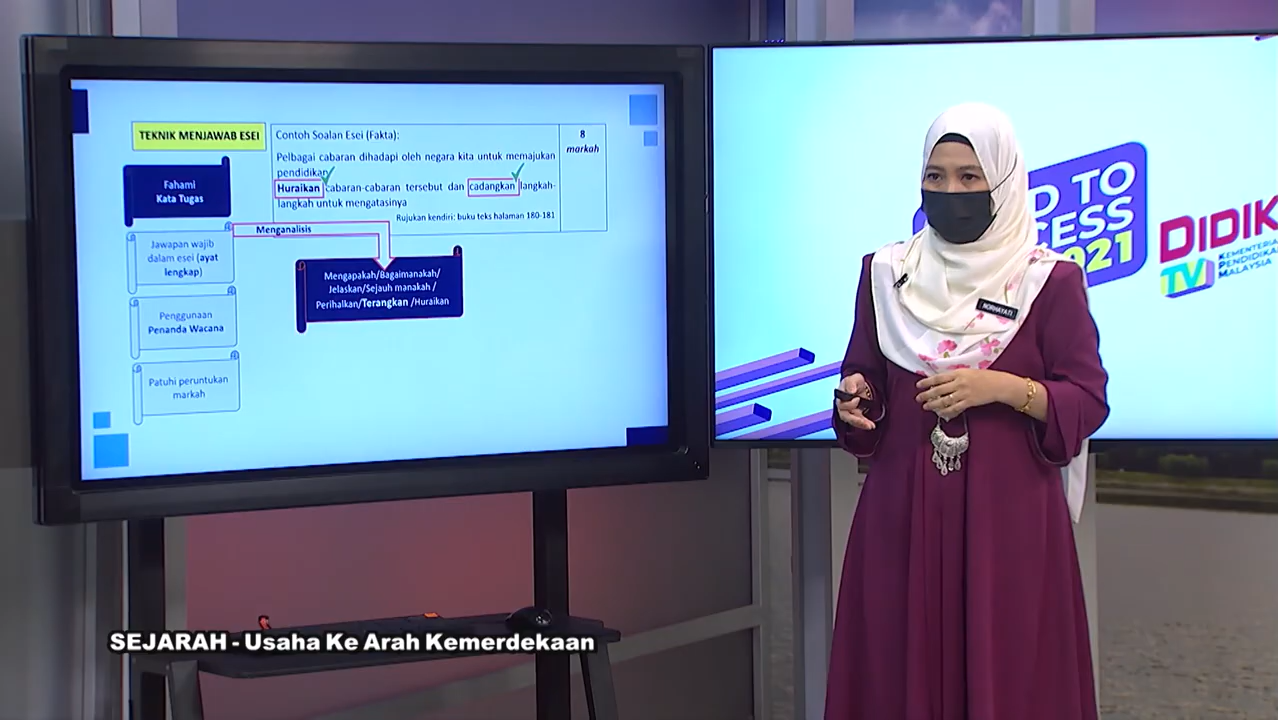 TEKNIK MENJAWAB ESEI
Contoh Soalan Esei (Fakta):
Pelbagai cabaran dihadapi oleh negara kita untuk memajukan
pendidikan
Huraikan cabaran-cabaran tersebut dan cadangkan langkah-
langkah untuk mengatasinya
Rujukan kendiri: buku teks halaman 180-181
8
markah
Fahami
Kata Tugas
Menganalisis
Jawapan wajib
dalam esei (ayat
lengkap)
Mengapakah/Bagaimanakah/
Jelaskan/Sejauh manakah /
Perihalkan/Terangkan /Huraikan
Penggunaan
Penanda Wacana
Patuhi peruntukan
markah
TO
2021
DIDIK
TV
KEMENTERIAN
PENDIDIKAN
MALAYSIA
NORHAYATI
SEJARAH - Usaha Ke Arah Kemerdekaan